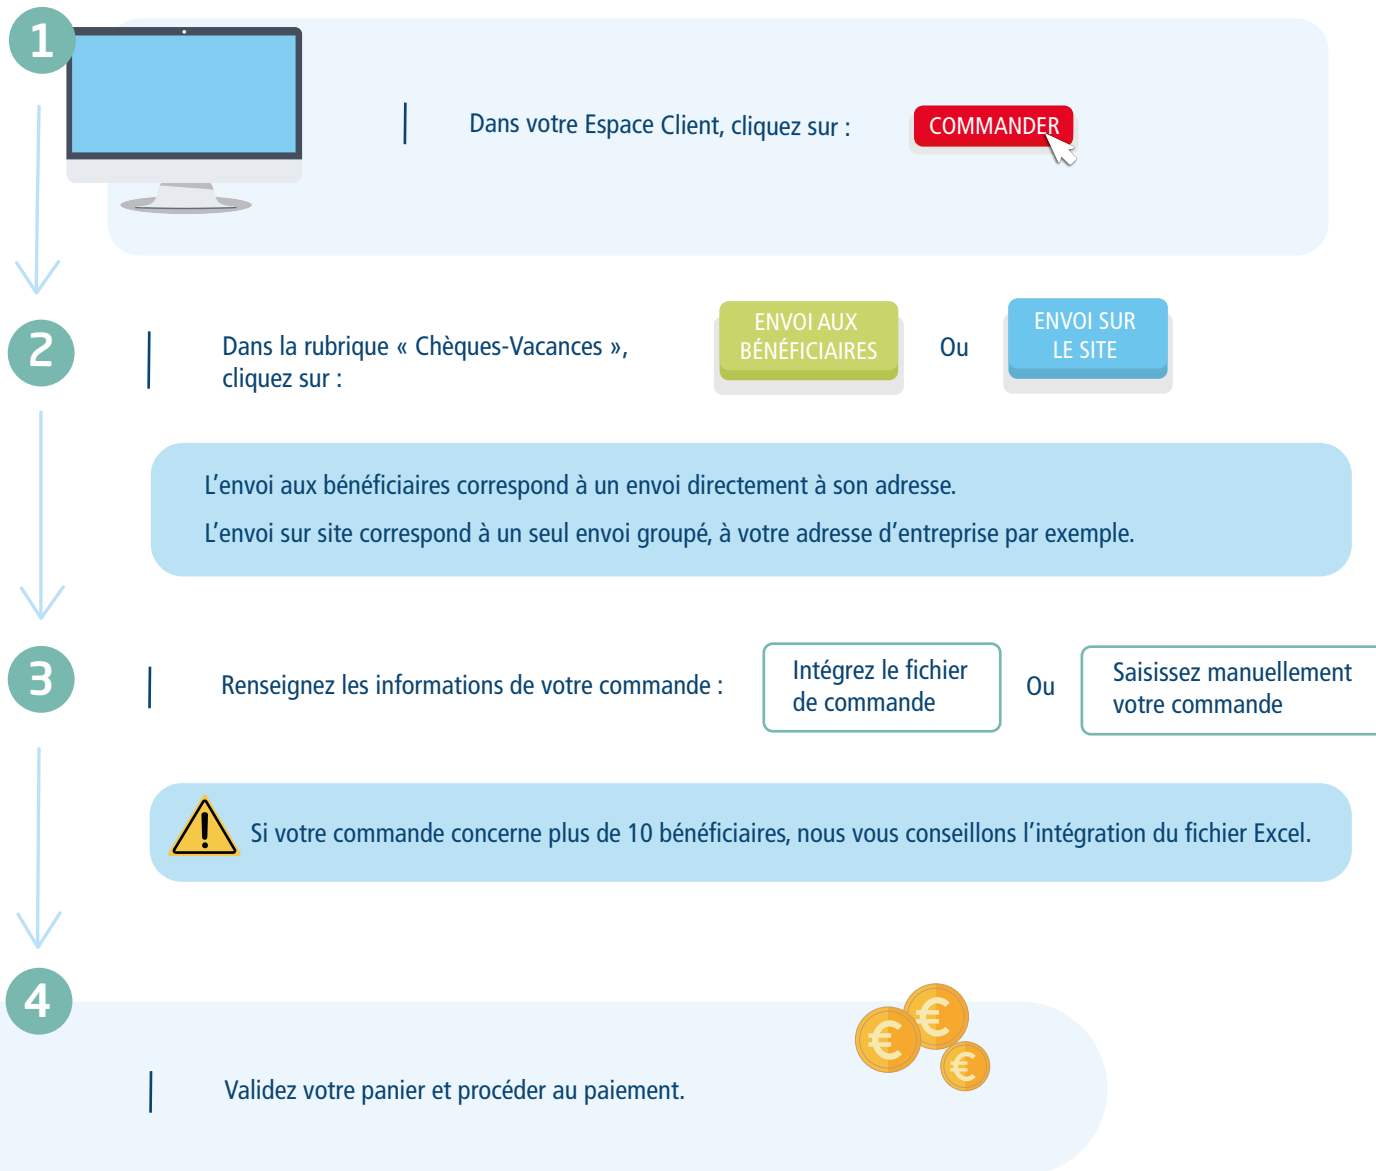 1
Dans votre Espace Client, cliquez sur :
COMMANDER
2
Dans la rubrique « Chèques-Vacances »,
cliquez sur :
ENVOI AUX
BÉNÉFICIAIRES
Ou
ENVOI SUR
LE SITE
L’envoi aux bénéficiaires correspond à un envoi directement à son adresse.
L’envoi sur site correspond à un seul envoi groupé, à votre adresse d’entreprise par exemple.
3
Renseignez les informations de votre commande :
Intégrez le fichier
de commande
Ou
Saisissez manuellement
votre commande
Si votre commande concerne plus de 10 bénéficiaires, nous vous conseillons l’intégration du fichier Excel.
4
€
€
€
Validez votre panier et procéder au paiement.